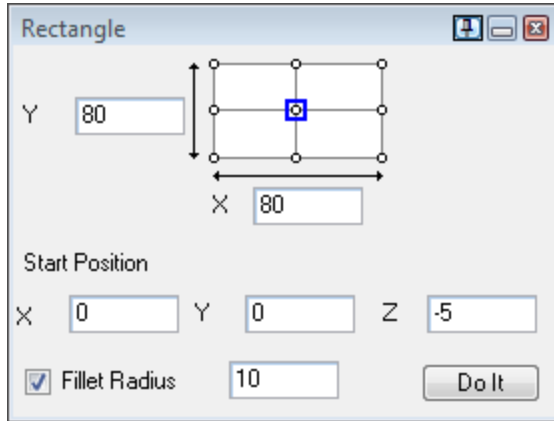 Rectangle
Y 80
X 80
Start Position
X 0 Y 0 Z -5
Fillet Radius 10 Do It